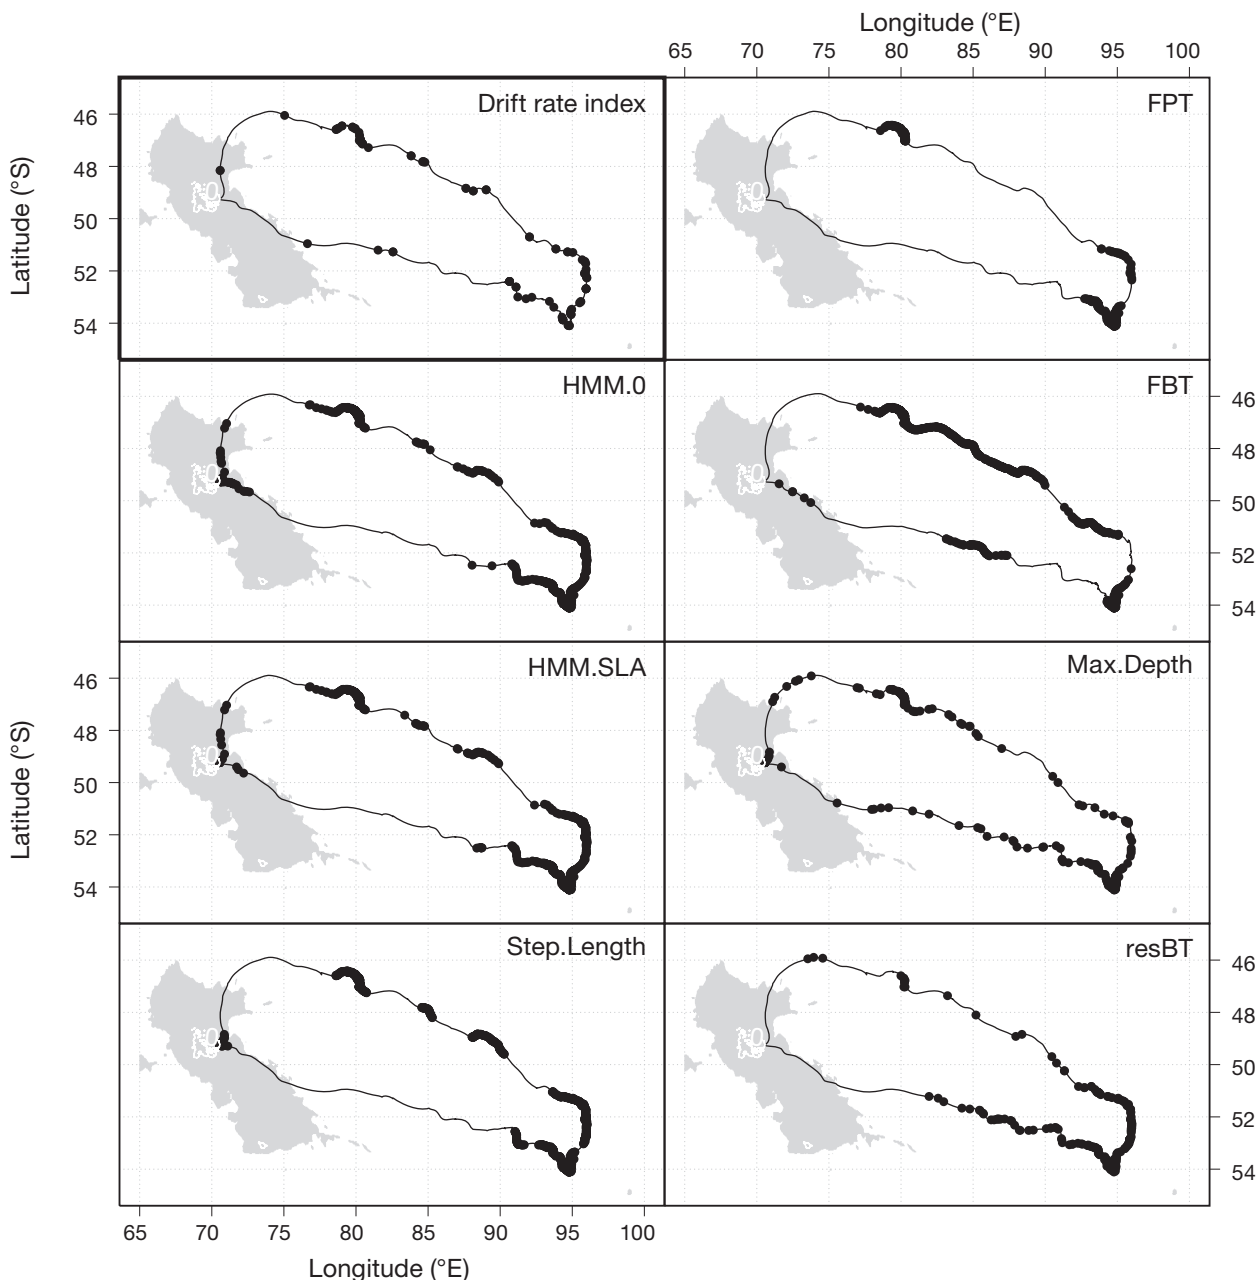 Longitude (°E)
65 70 75 80 85 90 95 100
Drift rate index
FPT
46
48
50
52
54
Latitude (°S)
HMM.0
FBT
46
48
50
52
54
HMM.SLA
Max.Depth
46
48
50
52
54
Latitude (°S)
Step.Length
resBT
46
48
50
52
54
65 70 75 80 85 90 95 100
Longitude (°E)